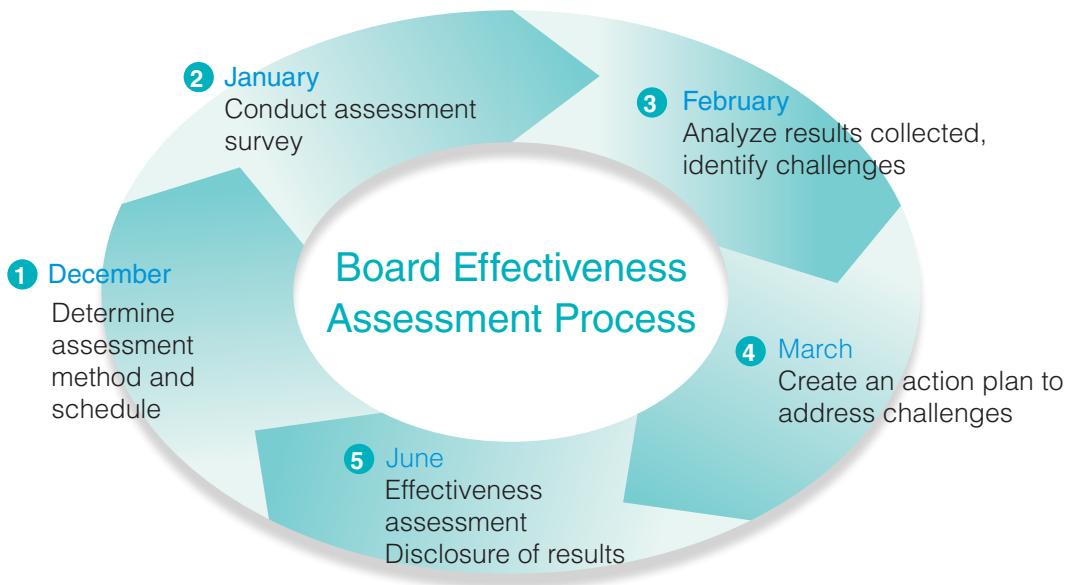 Board Effectiveness
Assessment Process
1 December
Determine
assessment
method and
schedule
2 January
Conduct assessment
survey
3 February
Analyze results collected,
identify challenges
4 March
Create an action plan to
address challenges
5 June
Effectiveness
assessment
Disclosure of results